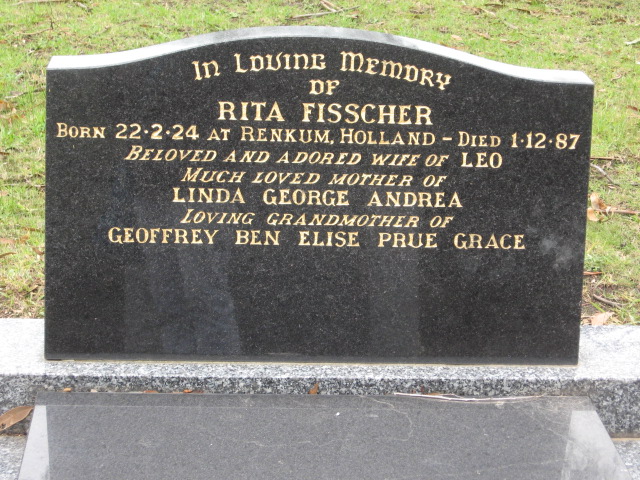 In Loving Memory
OF
RITA FISSCHER
BORN 22·2·24 AT RENKUM, HOLLAND – DIED 1·12·87
BELOVED AND ADORED WIFE OF LEO
MUCH LOVED MOTHER OF
LINDA GEORGE ANDREA
LOVING GRANDMOTHER OF
GEOFFREY BEN ELISE PRUE GRACE